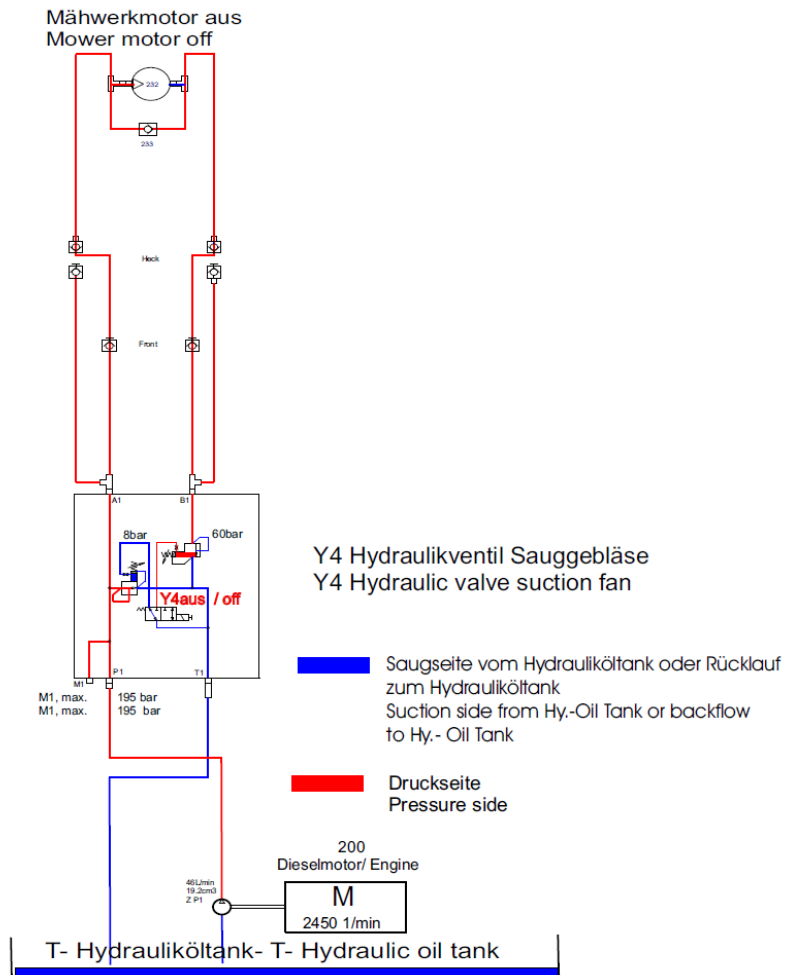 Mähwerkmotor aus
Mower motor off
232
233
Heck
Front
A1
B1
8bar
60bar
Y4aus / off
P1
T1
M1
M1, max. 195 bar
M1, max. 195 bar
Y4 Hydraulikventil Sauggebläse
Y4 Hydraulic valve suction fan
Saugseite vom Hydrauliköltank oder Rücklauf
zum Hydrauliköltank
Suction side from Hy.-Oil Tank or backflow
to Hy.- Oil Tank
Druckseite
Pressure side
200
Dieselmotor/ Engine
46L/min
19.2cm3
Z P1
M
2450 1/min
T- Hydrauliköltank- T- Hydraulic oil tank